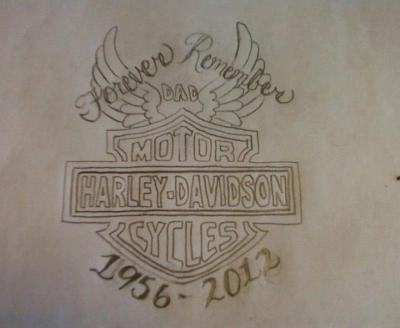 Forever Remember
DAD
MOTOR
HARLEY-DAVIDSON
CYCLES
1956-2012